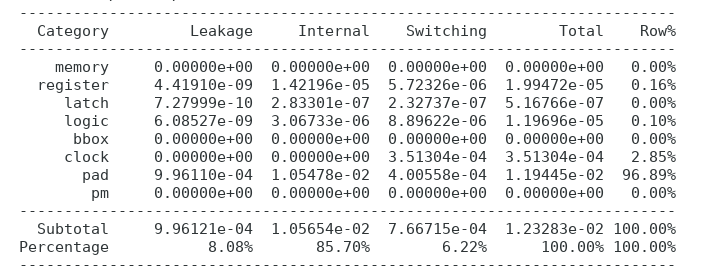 Category Leakage Internal Switching Total Row%
memory 0.00000e+00 0.00000e+00 0.00000e+00 0.00000e+00 0.00%
register 4.41910e-09 1.42196e-05 5.72326e-06 1.99472e-05 0.16%
latch 7.27999e-10 2.83301e-07 2.32737e-07 5.16766e-07 0.00%
logic 6.08527e-09 3.06733e-06 8.89622e-06 1.19696e-05 0.10%
bbox 0.00000e+00 0.00000e+00 0.00000e+00 0.00000e+00 0.00%
clock 0.00000e+00 0.00000e+00 3.51304e-04 3.51304e-04 2.85%
pad 9.96110e-04 1.05478e-02 4.00558e-04 1.19445e-02 96.89%
pm 0.00000e+00 0.00000e+00 0.00000e+00 0.00000e+00 0.00%
Subtotal 9.96121e-04 1.05654e-02 7.66715e-04 1.23283e-02 100.00%
Percentage 8.08% 85.70% 6.22% 100.00% 100.00%